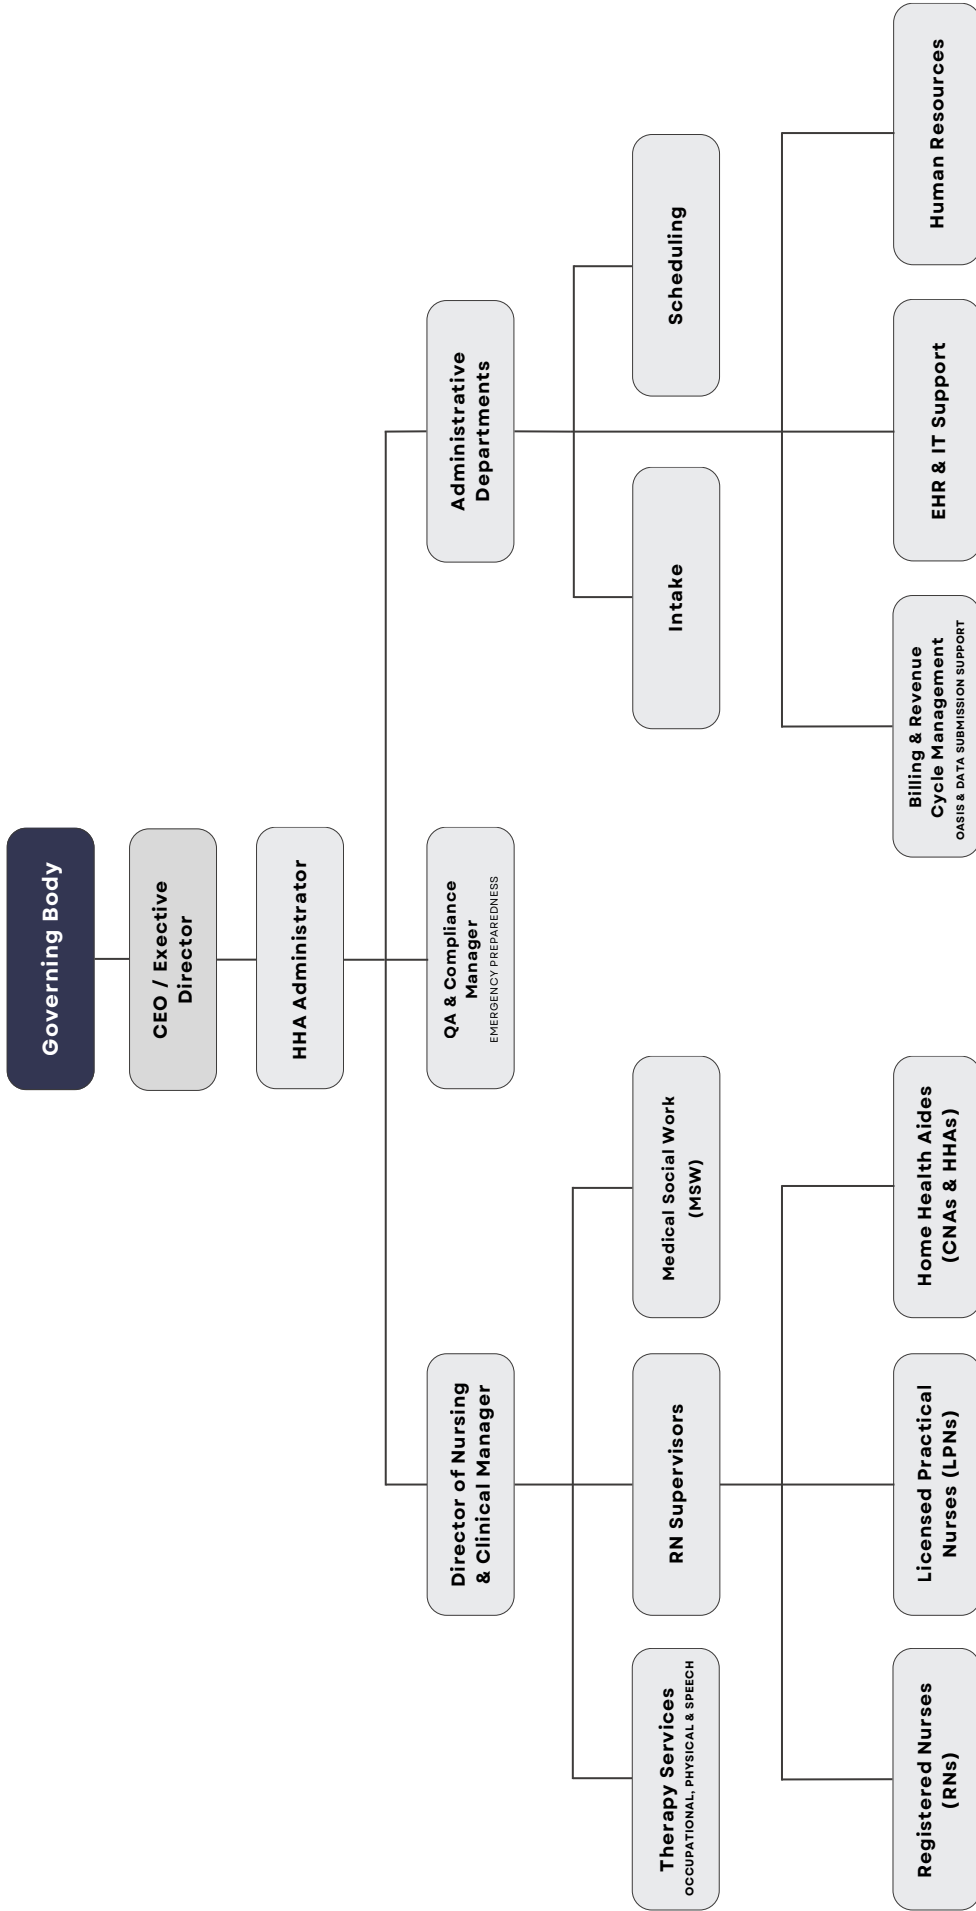 Governing Body
CEO / Exective
Director
HHA Administrator
Director of Nursing
& Clinical Manager
QA & Compliance
Manager
EMERGENCY PREPAREDNESS
Administrative
Departments
Therapy Services
OCCUPATIONAL, PHYSICAL & SPEECH
RN Supervisors
Medical Social Work
(MSW)
Intake
Scheduling
Registered Nurses
(RNs)
Licensed Practical
Nurses (LPNs)
Home Health Aides
(CNAs & HHAs)
Billing & Revenue
Cycle Management
OASIS & DATA SUBMISSION SUPPORT
EHR & IT Support
Human Resources